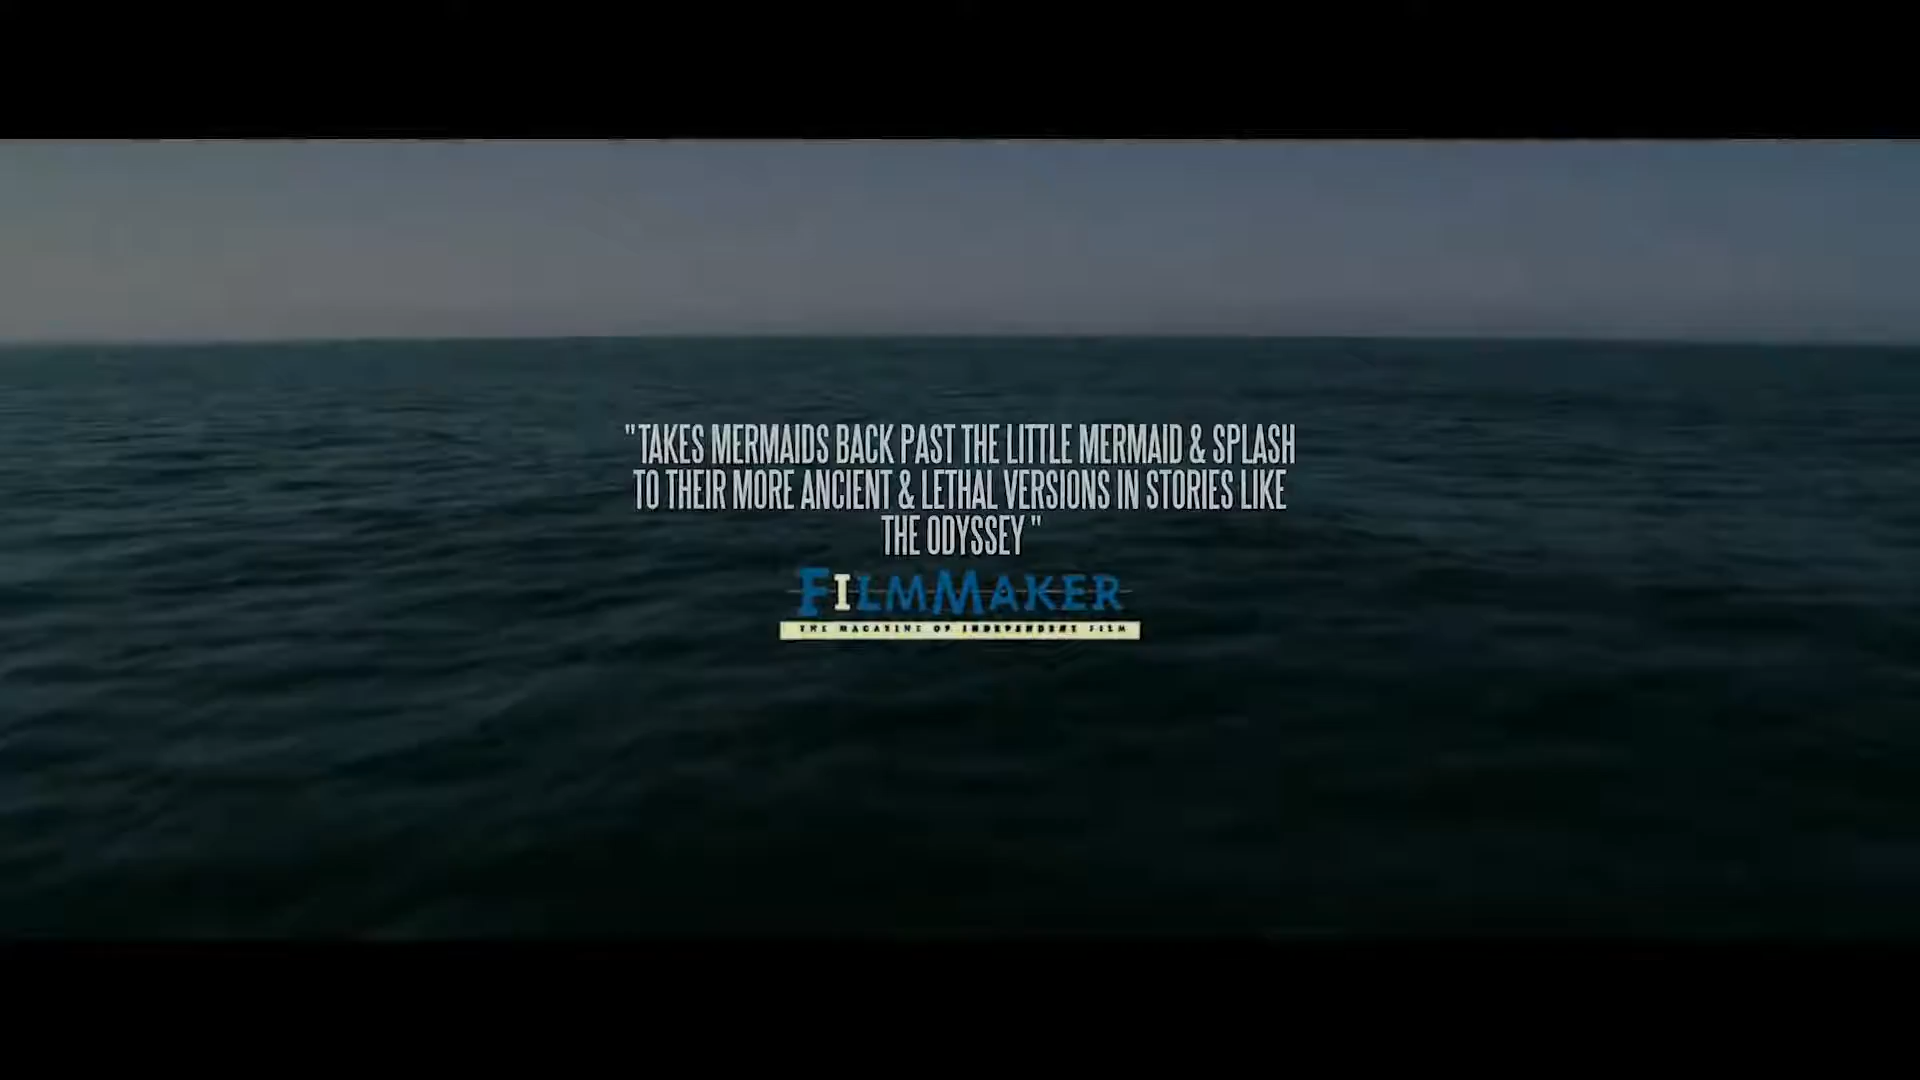 "TAKES MERMAIDS BACK PAST THE LITTLE MERMAID & SPLASH
TO THEIR MORE ANCIENT & LETHAL VERSIONS IN STORIES LIKE
THE ODYSSEY"
FILMMAKER
THE MAGAZINE OF INDEPENDENT FILM